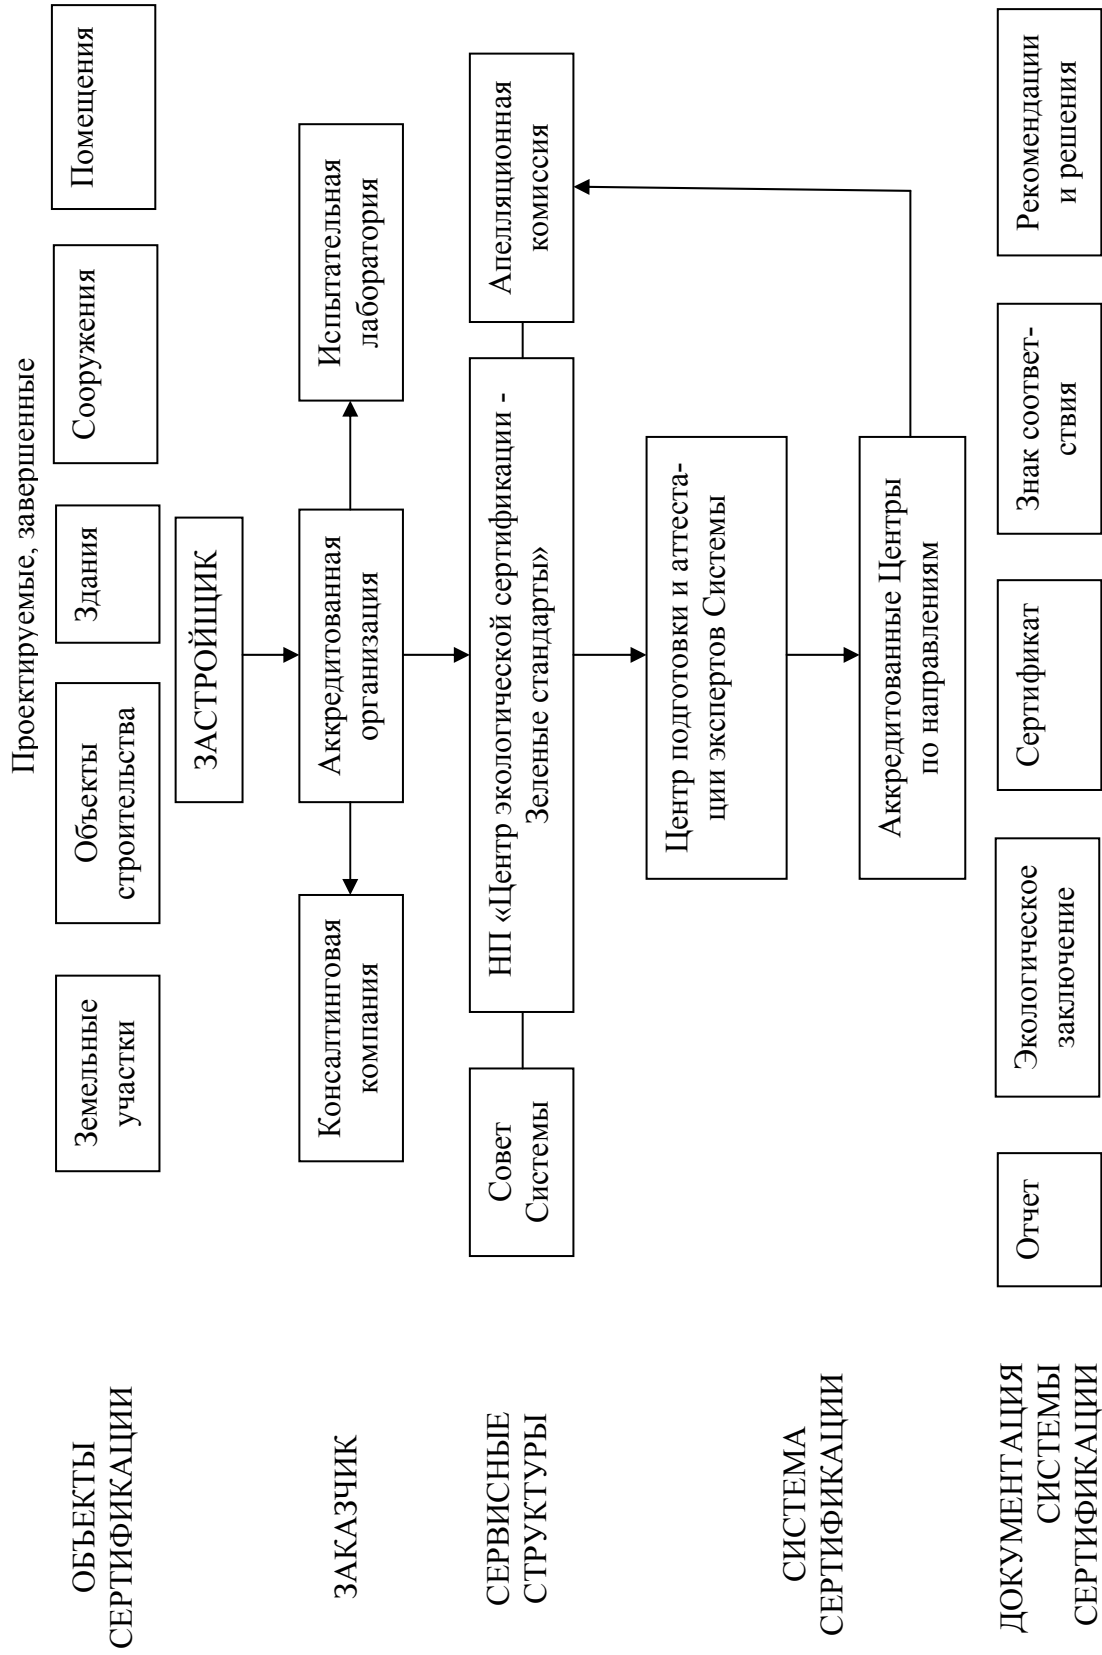 Проектируемые, завершенные
ОБЪЕКТЫ
СЕРТИФИКАЦИИ
Земельные
участки
Объекты
строительства
Здания
Сооружения
Помещения
ЗАСТРОЙЩИК
ЗАКАЗЧИК
Консалтинговая
компания
Аккредитованная
организация
Испытательная
лаборатория
СЕРВИСНЫЕ
СТРУКТУРЫ
Совет
Системы
НП «Центр экологической сертификации -
Зеленые стандарты»
Апелляционная
комиссия
СИСТЕМА
СЕРТИФИКАЦИИ
Центр подготовки и аттеста-
ции экспертов Системы
Аккредитованные Центры
по направлениям
ДОКУМЕНТАЦИЯ
СИСТЕМЫ
СЕРТИФИКАЦИИ
Отчет
Экологическое
заключение
Сертификат
Знак соответ-
ствия
Рекомендации
и решения